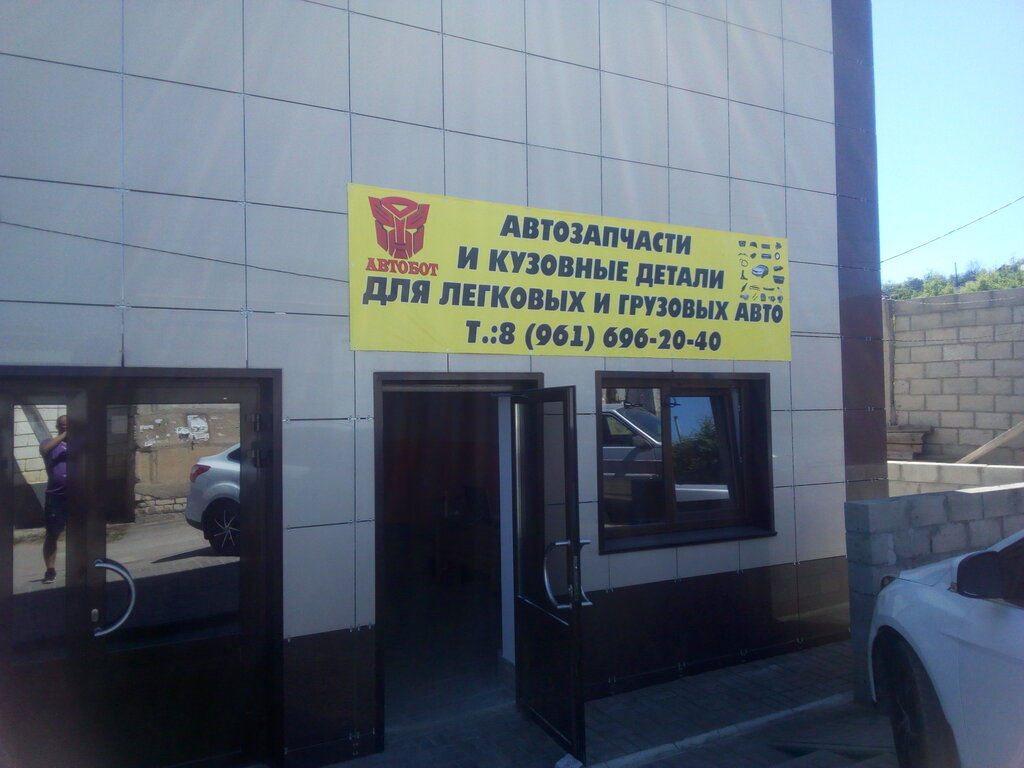 АВТОБОТ
АВТОЗАПЧАСТИ
И КУЗОВНЫЕ ДЕТАЛИ
ДЛЯ ЛЕГКОВЫХ И ГРУЗОВЫХ АВТО
Т.:8 (961) 696-20-40